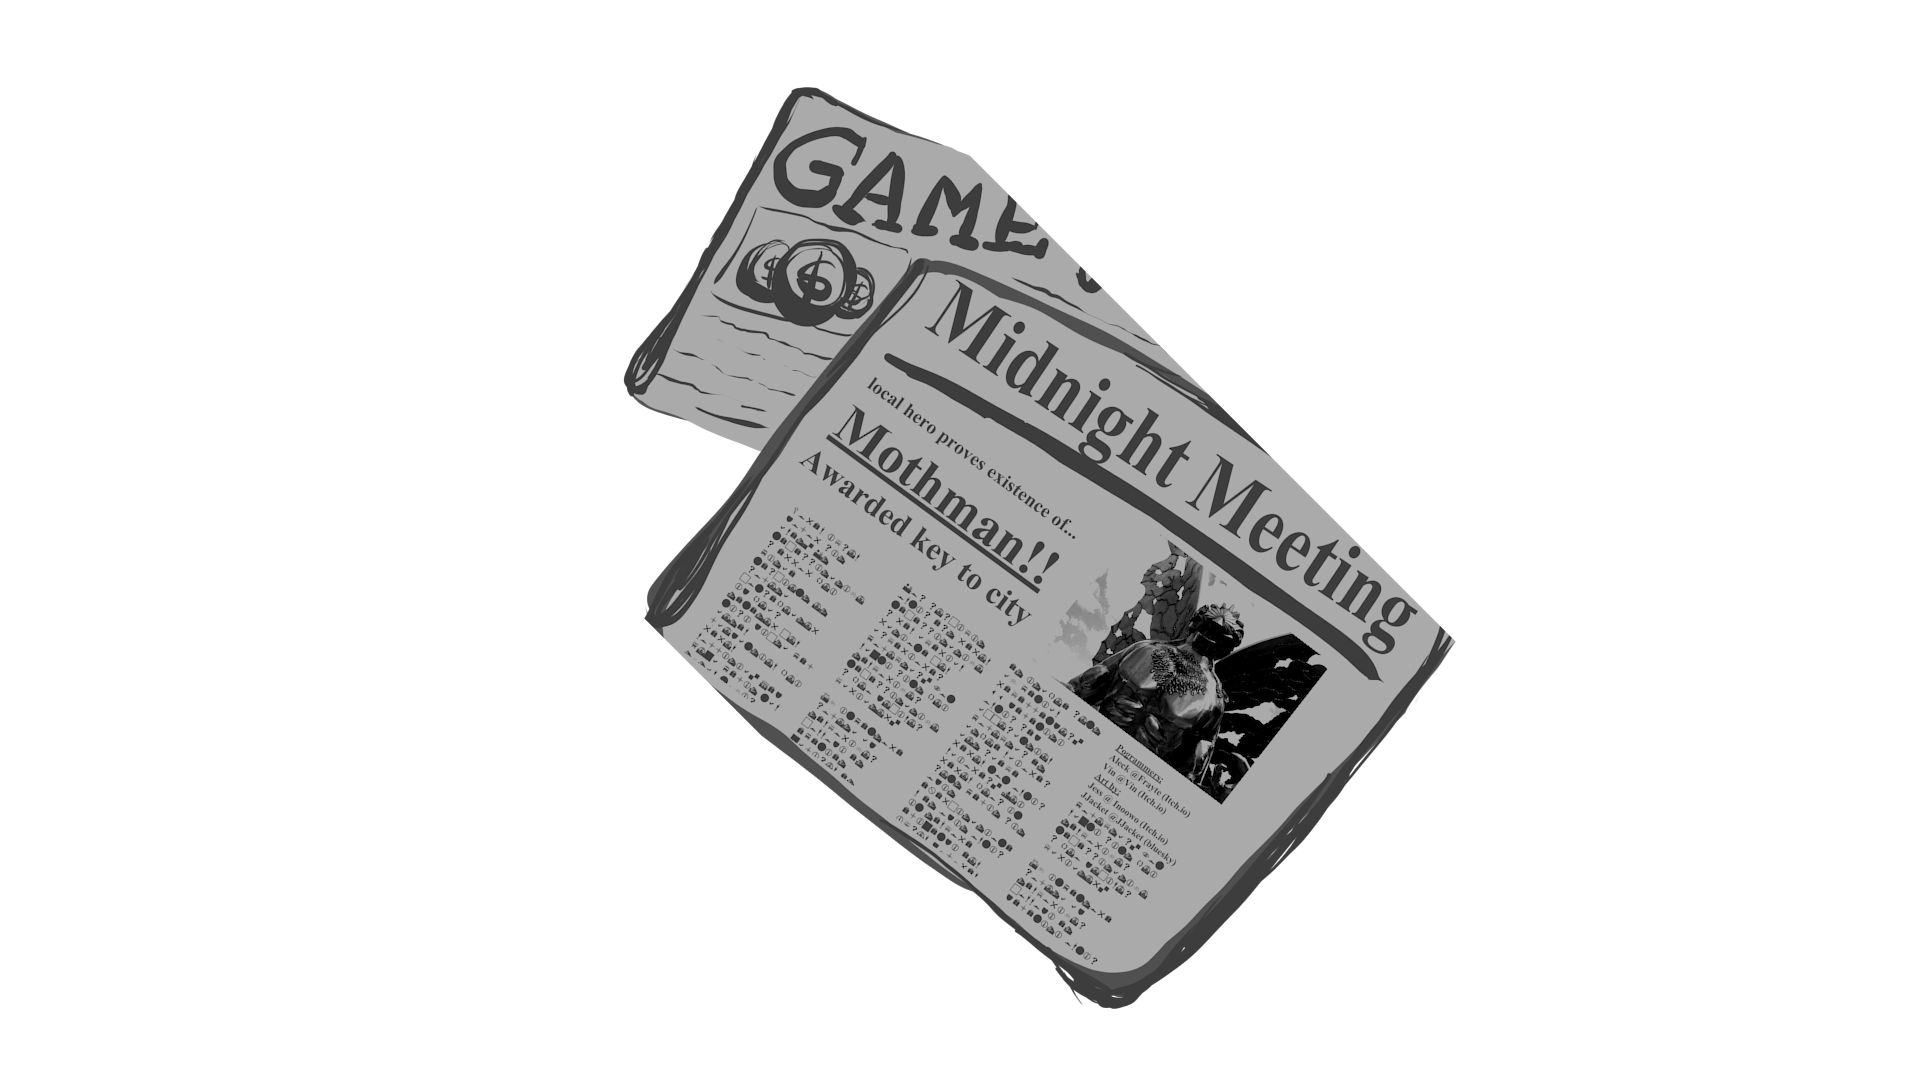 GAME
Midnight Meeting
local hero proves existence of...
Mothman!!
Awarded key to city
Pogrammers:
Aleck @Frayte (Itch.io)
Vin @Vin (Itch.io)
Art by:
Jess @ Inoowo (Itch.io)
JJacket @JJacket (bluesky)